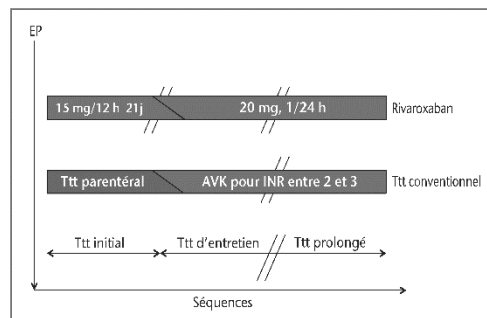 EP
15 mg/12 h 21j 20 mg, 1/24 h Rivaroxaban
Ttt parentéral AVK pour INR entre 2 et 3 Ttt conventionnel
Ttt initial Ttt d'entretien Ttt prolongé
Séquences